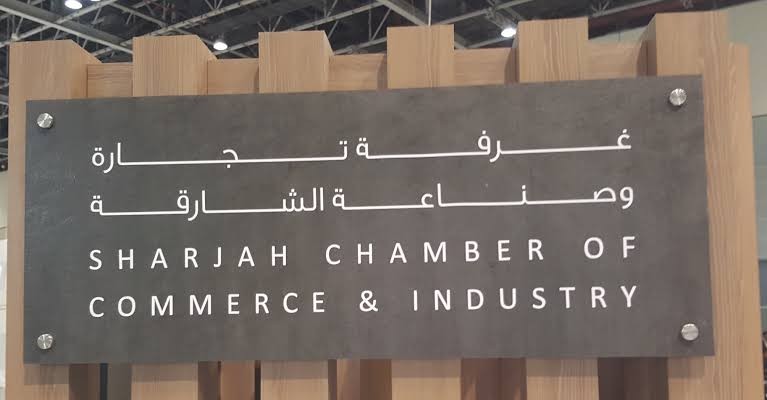 غرفة تجارة
وصناعة الشارقة
SHARJAH CHAMBER OF
COMMERCE & INDUSTRY